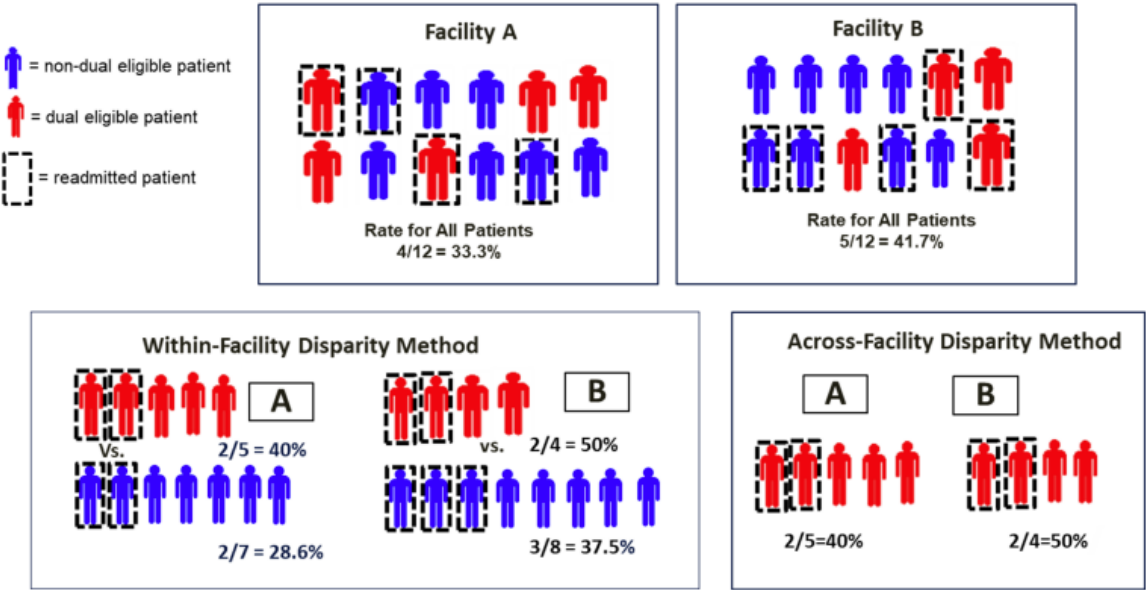 = non-dual eligible patient
= dual eligible patient
= readmitted patient
Facility A
Rate for All Patients
4/12 = 33.3%
Facility B
Rate for All Patients
5/12 = 41.7%
Within-Facility Disparity Method
A
Vs.
2/5 = 40%
2/7 = 28.6%
B
vs.
2/4 = 50%
3/8 = 37.5%
Across-Facility Disparity Method
A
B
2/5=40%
2/4=50%